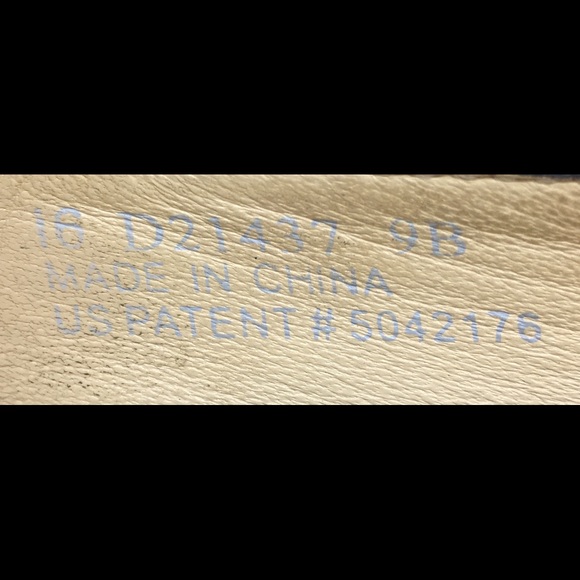 16 D21437 9B
MADE IN CHINA
US PATENT # 5042176